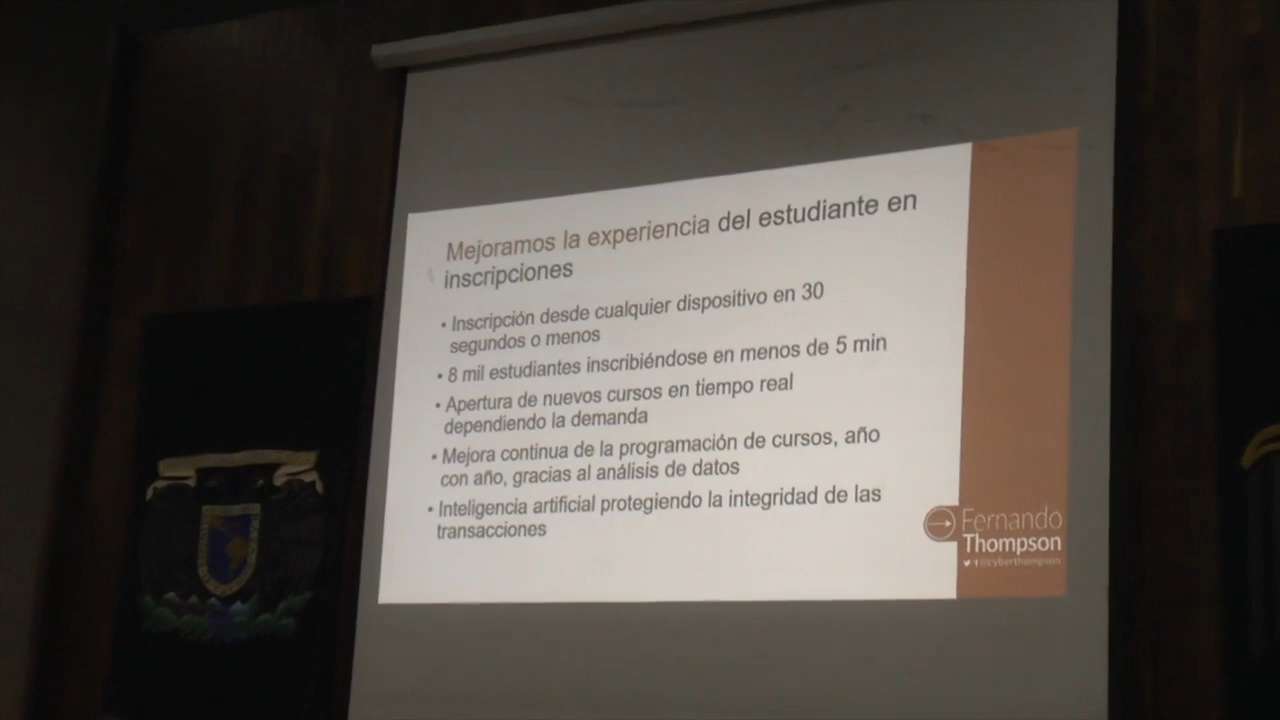 Mejoramos la experiencia del estudiante en
inscripciones
• Inscripción desde cualquier dispositivo en 30
segundos o menos
• 8 mil estudiantes inscribiéndose en menos de 5 min
• Apertura de nuevos cursos en tiempo real
dependiendo la demanda
• Mejora continua de la programación de cursos, año
con año, gracias al análisis de datos
• Inteligencia artificial protegiendo la integridad de las
transacciones
Fernando
Thompson
@cyberthompson